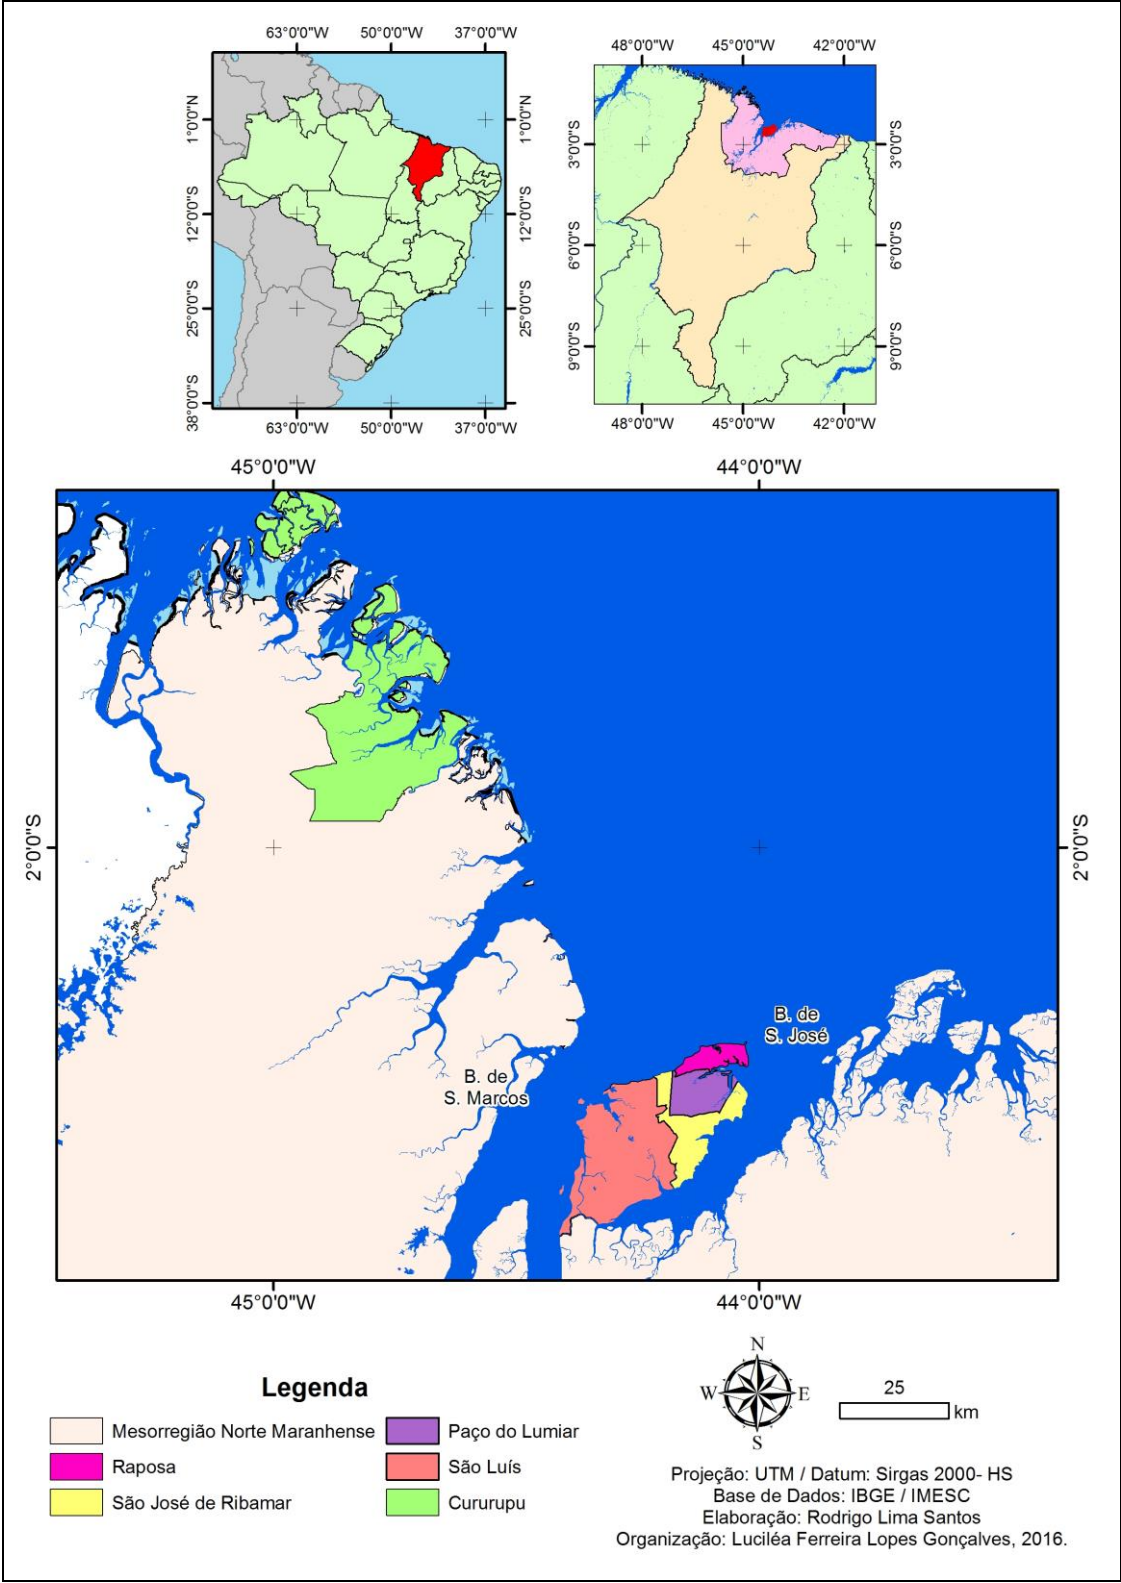 63°0'0"W 50°0'0"W 37°0'0"W
1°0'0"N 1°0'0"N
12°0'0"S 12°0'0"S
25°0'0"S 25°0'0"S
38°0'0"S 38°0'0"S
63°0'0"W 50°0'0"W 37°0'0"W
48°0'0"W 45°0'0"W 42°0'0"W
3°0'0"S 3°0'0"S
6°0'0"S 6°0'0"S
9°0'0"S 9°0'0"S
48°0'0"W 45°0'0"W 42°0'0"W
45°0'0"W 44°0'0"W
2°0'0"S 2°0'0"S
B. de
S. José
B. de
S. Marcos
45°0'0"W 44°0'0"W
Legenda
Mesorregião Norte Maranhense
Raposa
São José de Ribamar
Paço do Lumiar
São Luís
Cururupu
N
W E
S
25
km
Projeção: UTM / Datum: Sirgas 2000- HS
Base de Dados: IBGE / IMESC
Elaboração: Rodrigo Lima Santos
Organização: Luciléa Ferreira Lopes Gonçalves, 2016.